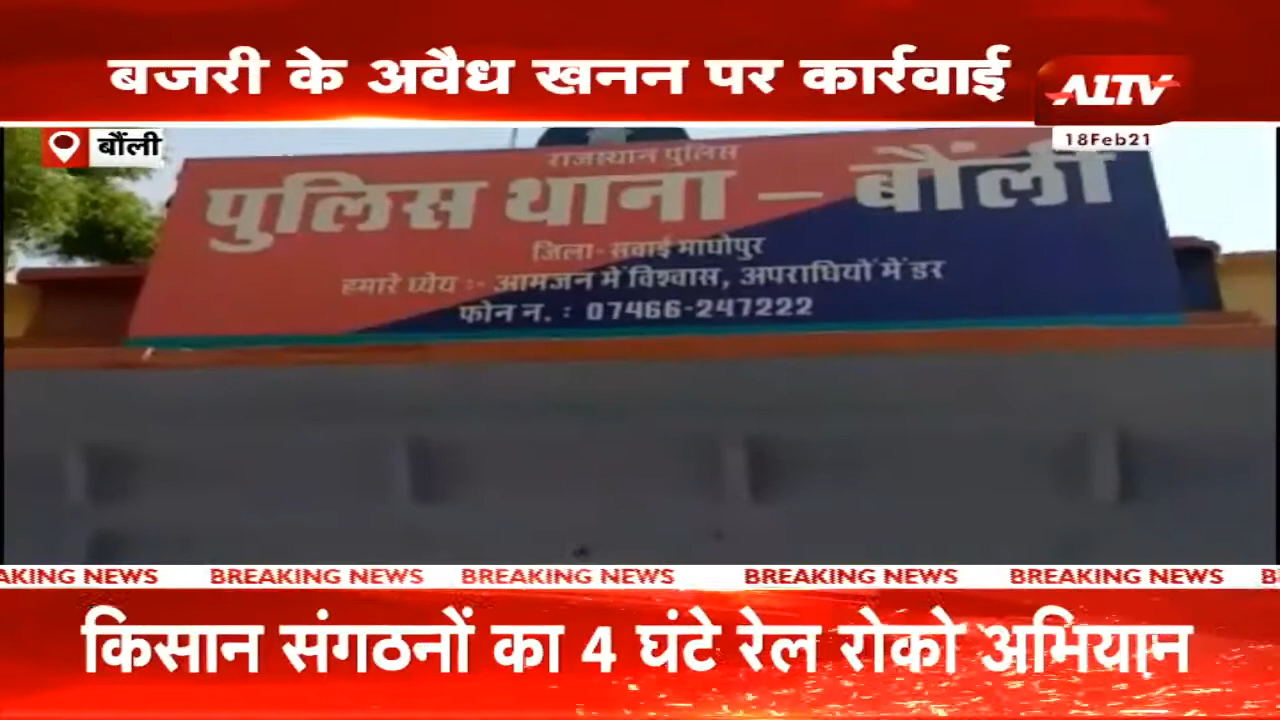 बजरी के अवैध खनन पर कार्रवाई
ALTV
18Feb21
बौंली
राजस्थान पुलिस
पुलिस थाना - बौंली
जिला- सवाई माधोपुर
हमारे ध्येय :- आमजन में विश्वास, अपराधियों में डर
फोन न. : 07466-247222
AKING NEWS BREAKING NEWS BREAKING NEWS BREAKING NEWS BREAKING NEWS B
किसान संगठनों का 4 घंटे रेल रोको अभियान